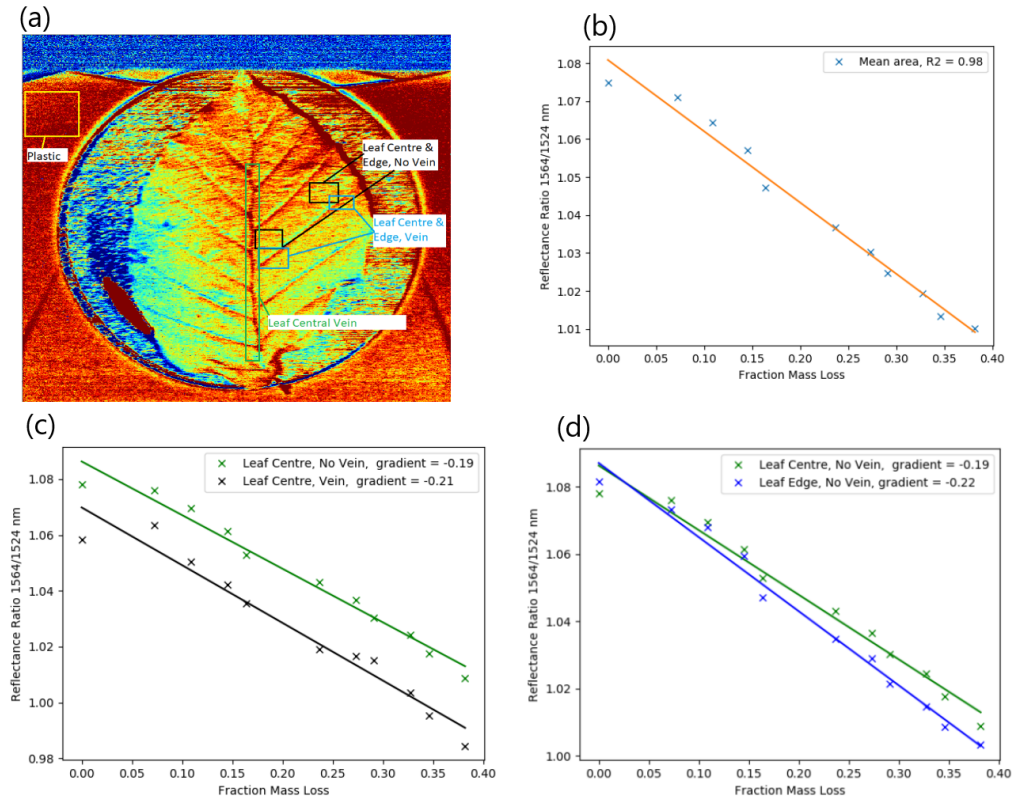 (a)
Plastic
Leaf Centre &
Edge, No Vein
Leaf Centre &
Edge, Vein
Leaf Central Vein
(b)
Mean area, R2 = 0.98
1.08
1.07
1.06
1.05
1.04
1.03
1.02
1.01
Reflectance Ratio 1564/1524 nm
0.00 0.05 0.10 0.15 0.20 0.25 0.30 0.35 0.40
Fraction Mass Loss
(c)
Leaf Centre, No Vein, gradient = -0.19
Leaf Centre, Vein, gradient = -0.21
1.08
1.06
1.04
1.02
1.00
0.98
Reflectance Ratio 1564/1524 nm
0.00 0.05 0.10 0.15 0.20 0.25 0.30 0.35 0.40
Fraction Mass Loss
(d)
Leaf Centre, No Vein, gradient = -0.19
Leaf Edge, No Vein, gradient = -0.22
1.08
1.06
1.04
1.02
1.00
Reflectance Ratio 1564/1524 nm
0.00 0.05 0.10 0.15 0.20 0.25 0.30 0.35 0.40
Fraction Mass Loss